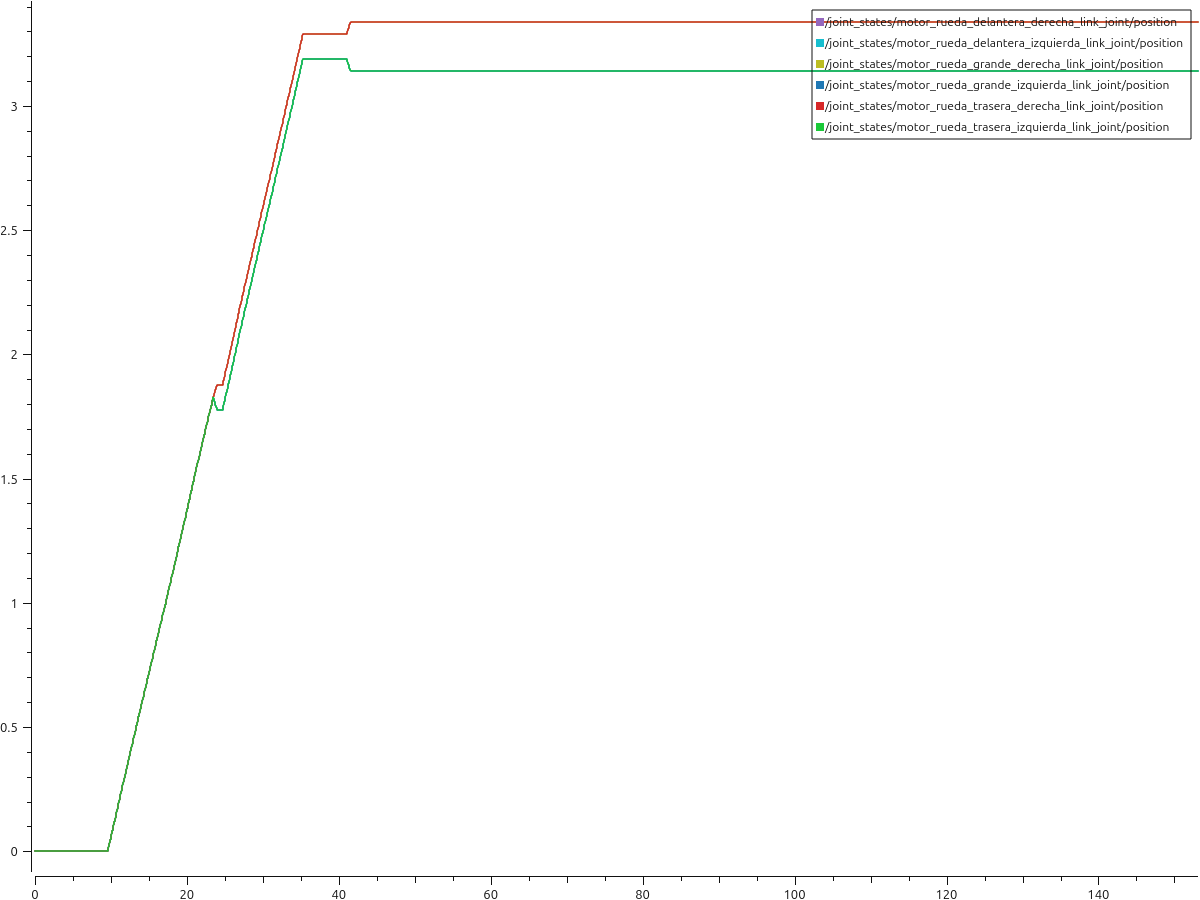 /joint_states/motor_rueda_delantera_derecha_link_joint/position
/joint_states/motor_rueda_delantera_izquierda_link_joint/position
/joint_states/motor_rueda_grande_derecha_link_joint/position
/joint_states/motor_rueda_grande_izquierda_link_joint/position
/joint_states/motor_rueda_trasera_derecha_link_joint/position
/joint_states/motor_rueda_trasera_izquierda_link_joint/position
3
2.5
2
1.5
1
0.5
0
0 20 40 60 80 100 120 140